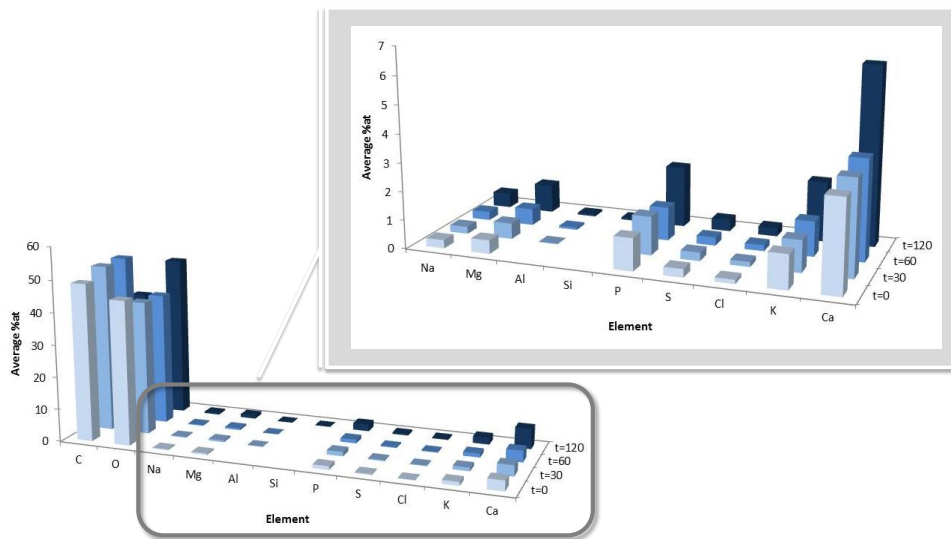 7
6
5
4
3
2
1
0
Average %at
Na Mg Al Si P S Cl K Ca
t=120
t=60
t=30
t=0
Element
60
50
40
30
20
10
0
Average %at
C O Na Mg Al Si P S Cl K Ca
t=120
t=60
t=30
t=0
Element